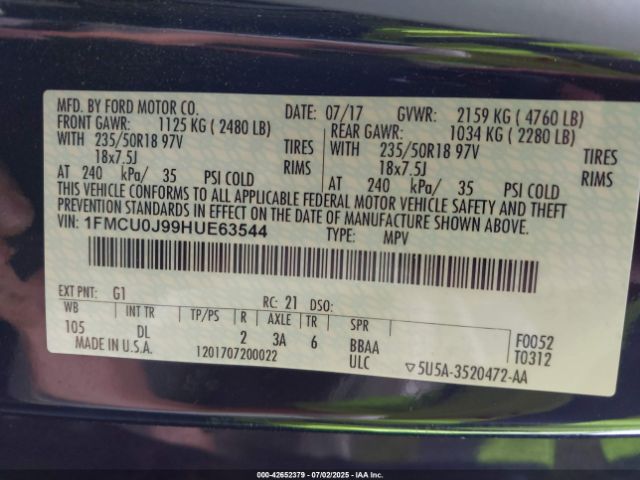 MFD. BY FORD MOTOR CO. DATE: 07/17 GVWR: 2159 KG ( 4760 LB)
FRONT GAWR: 1125 KG ( 2480 LB) REAR GAWR: 1034 KG ( 2280 LB)
WITH 235/50R18 97V TIRES WITH 235/50R18 97V TIRES
18x7.5J RIMS 18x7.5J RIMS
AT 240 kPa/ 35 PSI COLD AT 240 kPa/ 35 PSI COLD
THIS VEHICLE CONFORMS TO ALL APPLICABLE FEDERAL MOTOR VEHICLE SAFETY AND THEFT
PREVENTION STANDARDS IN EFFECT ON THE DATE OF MANUFACTURE SHOWN ABOVE.
VIN: 1FMCU0J99HUE63544 TYPE: MPV
EXT PNT: G1 RC: 21 DSO:
WB INT TR TP/PS R AXLE TR SPR
105 DL 2 3A 6 BBAA F0052
MADE IN U.S.A. 1201707200022 ULC T0312
▽5U5A-3520472-AA
000-42652379 - 07/02/2025 - IAA Inc.